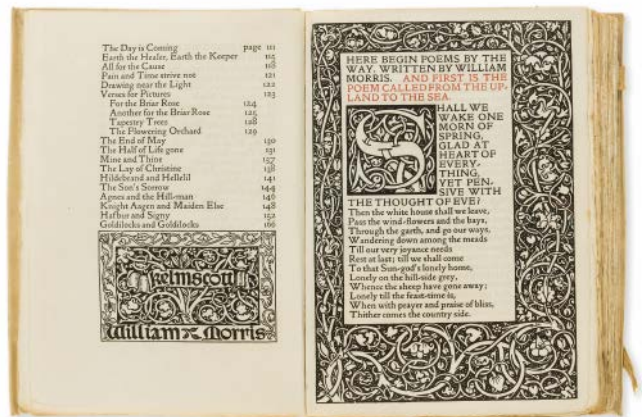 The Day is Coming page 111
Earth the Healer, Earth the Keeper 115
All for the Cause 118
Pain and Time strive not 121
Drawing near the Light 122
Verses for Pictures 123
For the Briar Rose 124
Another for the Briar Rose 125
Tapestry Trees 128
The Flowering Orchard 129
The End of May 130
The Half of Life gone 131
Mine and Thine 137
The Lay of Christine 138
Hildebrand and Hellelil 141
The Son's Sorrow 144
Agnes and the Hill-man 146
Knight Aagen and Maiden Else 148
Hafbur and Signy 152
Goldilocks and Goldilocks 166
Kelmscott
William Morris
HERE BEGIN POEMS BY THE
WAY. WRITTEN BY WILLIAM
MORRIS. AND FIRST IS THE
POEM CALLED FROM THE UP-
LAND TO THE SEA.
SHALL WE
WAKE ONE
MORN OF
SPRING,
GLAD AT
HEART OF
EVERY-
THING,
YET PEN-
SIVE WITH
THE THOUGHT OF EVE?
Then the white house shall we leave,
Pass the wind-flowers and the bays,
Through the garth, and go our ways,
Wandering down among the meads
Till our very joyance needs
Rest at last; till we shall come
To that Sun-god's lonely home,
Lonely on the hill-side grey,
Whence the sheep have gone away;
Lonely till the feast-time is,
When with prayer and praise of bliss,
Thither comes the country side.